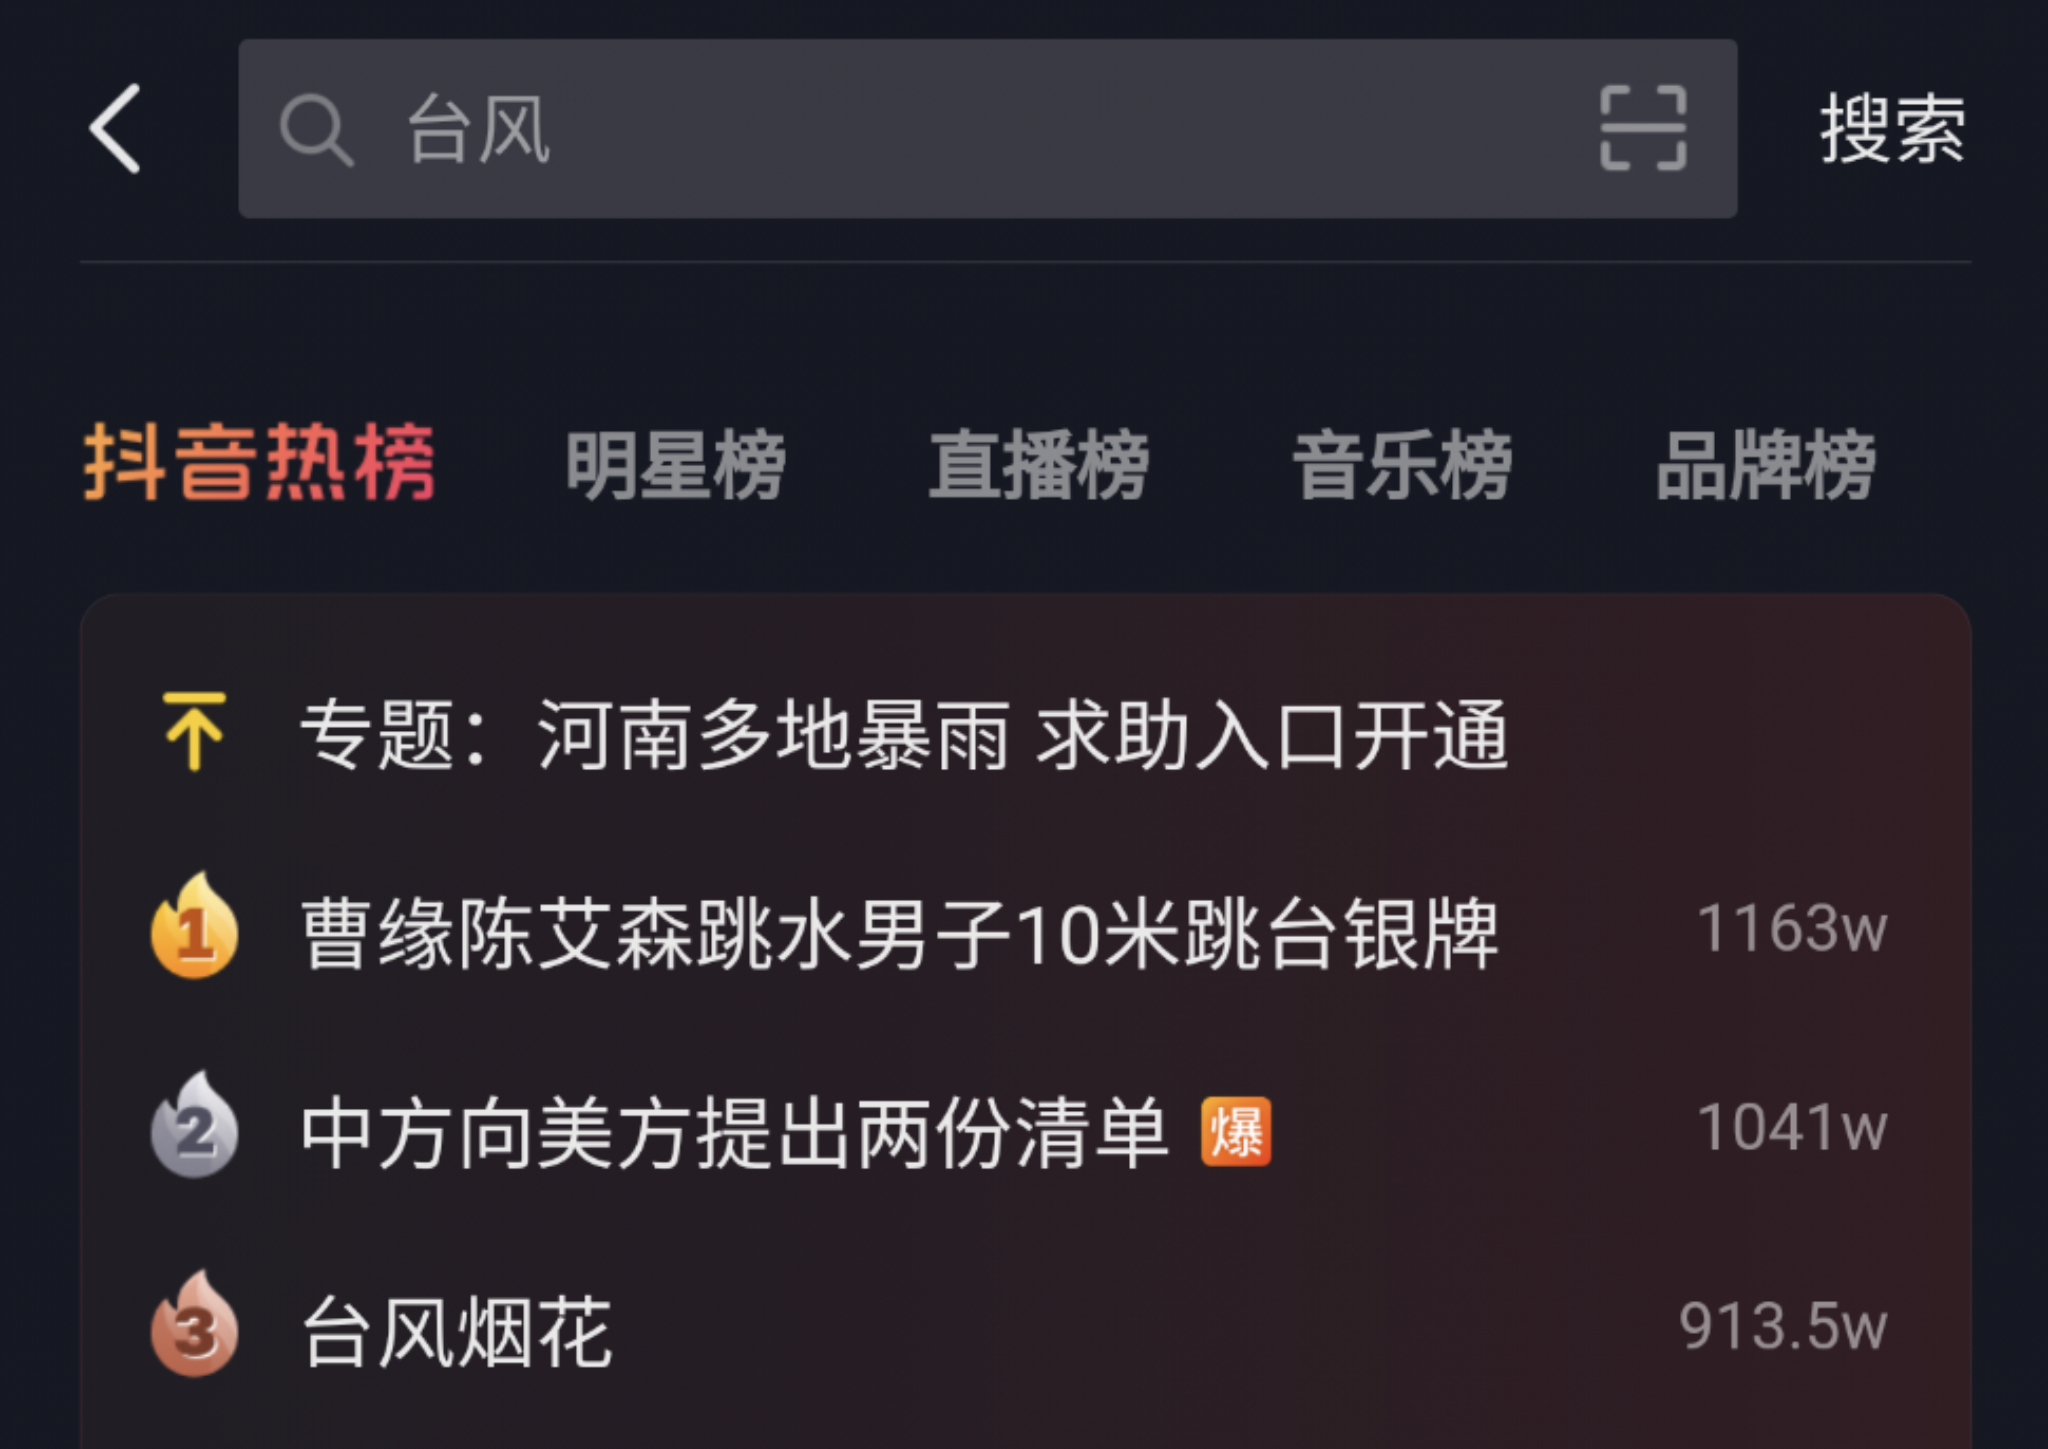 台风 搜索
抖音热榜 明星榜 直播榜 音乐榜 品牌榜
专题：河南多地暴雨 求助入口开通
1 曹缘陈艾森跳水男子10米跳台银牌 1163w
2 中方向美方提出两份清单 爆 1041w
3 台风烟花 913.5w